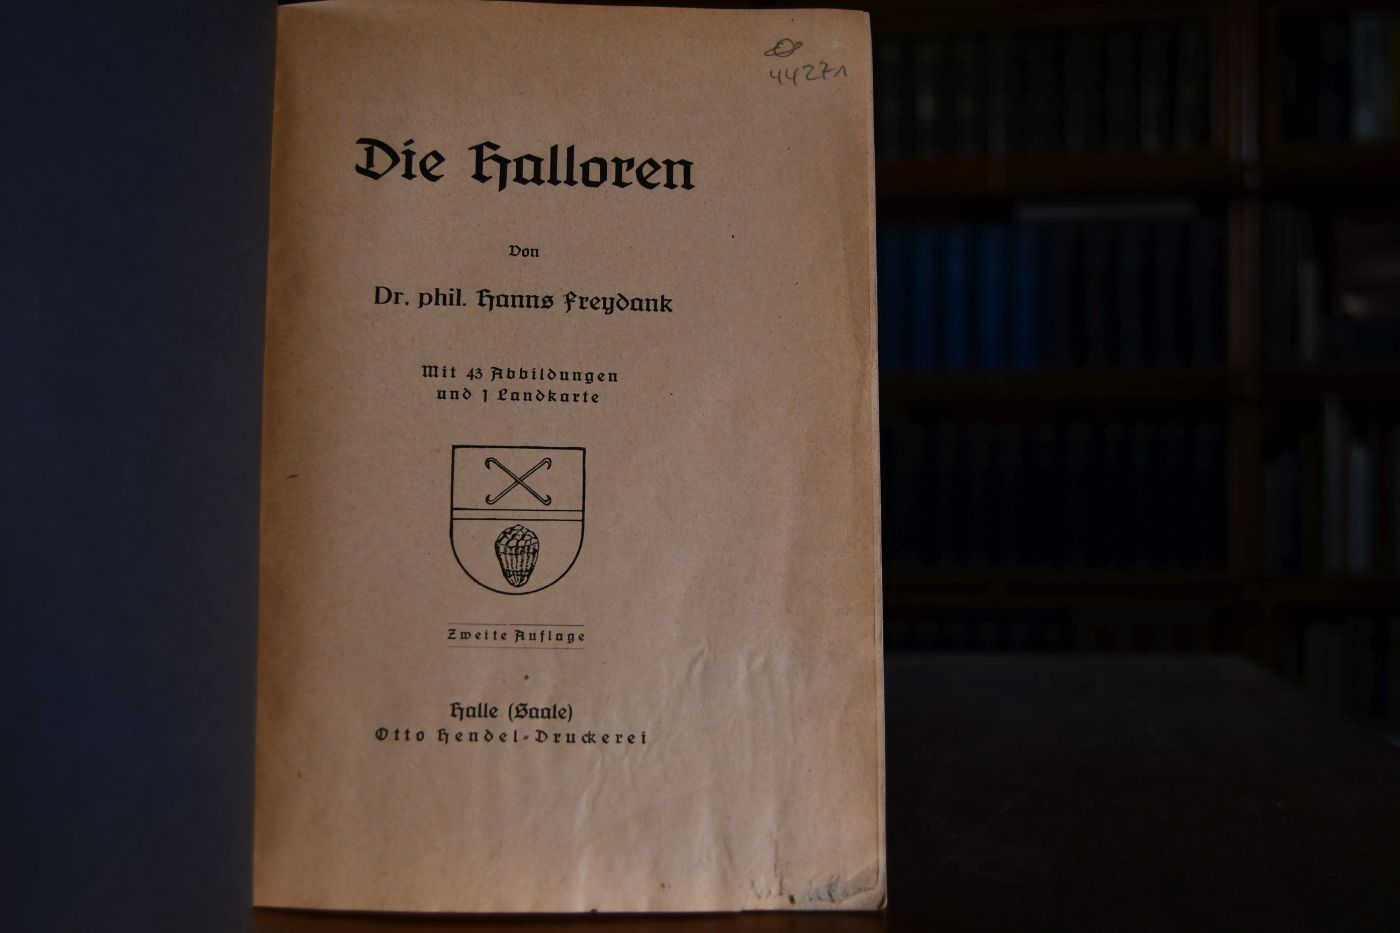 44271
Die Halloren
Von
Dr. phil. Hanns Freydank
Mit 43 Abbildungen
und 1 Landkarte
Zweite Auflage
Halle (Saale)
Otto Hendel-Druckerei